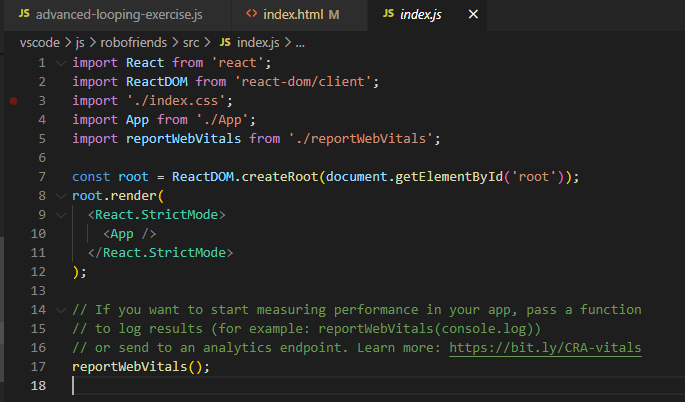 JS advanced-looping-exercise.js <> index.html M JS index.js ×
vscode > js > robofriends > src > JS index.js > ...
1 import React from 'react';
2 import ReactDOM from 'react-dom/client';
3 import './index.css';
4 import App from './App';
5 import reportWebVitals from './reportWebVitals';
6
7 const root = ReactDOM.createRoot(document.getElementById('root'));
8 root.render(
9 <React.StrictMode>
10 <App />
11 </React.StrictMode>
12 );
13
14 // If you want to start measuring performance in your app, pass a function
15 // to log results (for example: reportWebVitals(console.log))
16 // or send to an analytics endpoint. Learn more: https://bit.ly/CRA-vitals
17 reportWebVitals();
18